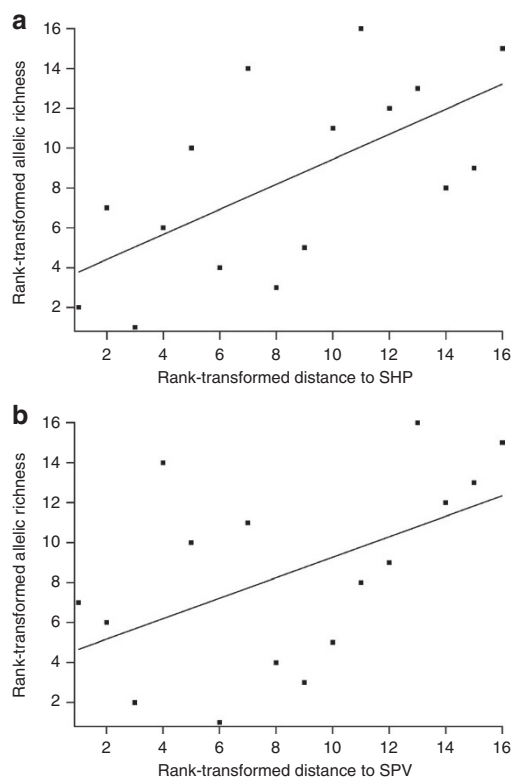 a
16
14
12
10
8
6
4
2
Rank-transformed allelic richness
2 4 6 8 10 12 14 16
Rank-transformed distance to SHP
b
16
14
12
10
8
6
4
2
Rank-transformed allelic richness
2 4 6 8 10 12 14 16
Rank-transformed distance to SPV